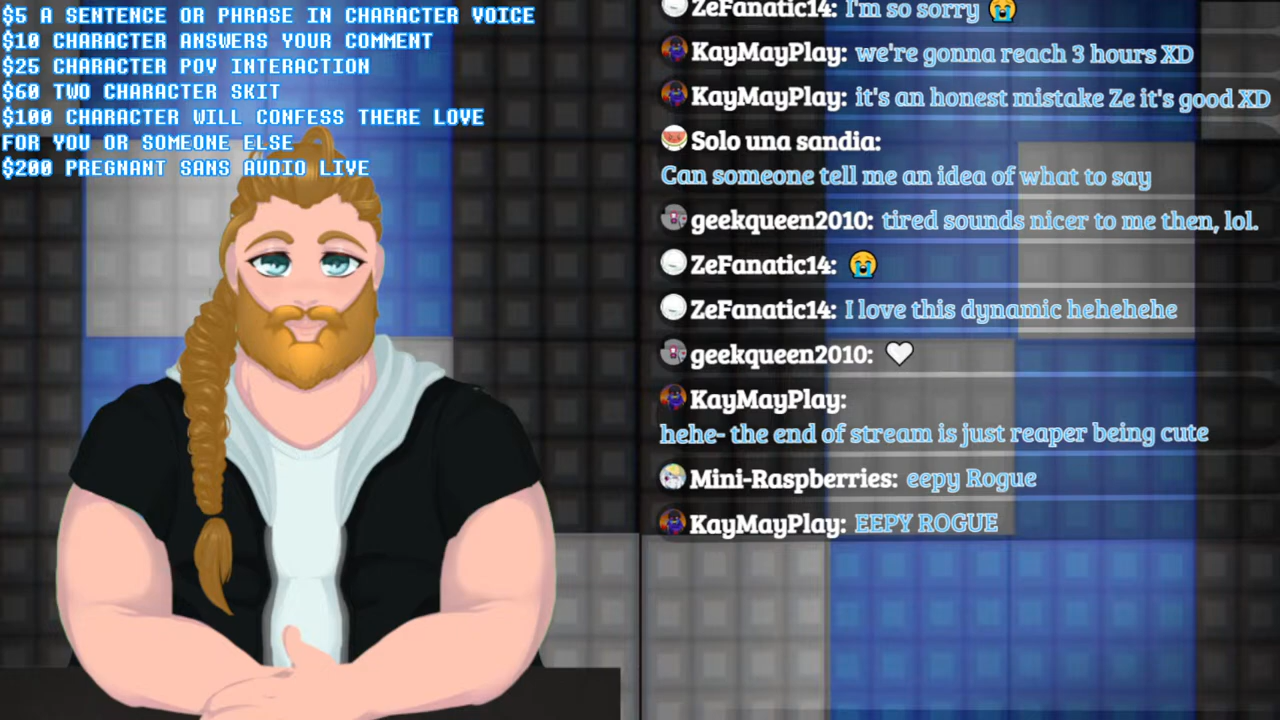 $5 A SENTENCE OR PHRASE IN CHARACTER VOICE
$10 CHARACTER ANSWERS YOUR COMMENT
$25 CHARACTER POV INTERACTION
$60 TWO CHARACTER SKIT
$100 CHARACTER WILL CONFESS THERE LOVE
FOR YOU OR SOMEONE ELSE
$200 PREGNANT SANS AUDIO LIVE
ZeFanatic14: I'm so sorry 😭
KayMayPlay: we're gonna reach 3 hours XD
KayMayPlay: it's an honest mistake Ze it's good XD
Solo una sandia:
Can someone tell me an idea of what to say
geekqueen2010: tired sounds nicer to me then, lol.
ZeFanatic14: 😭
ZeFanatic14: I love this dynamic hehehehe
geekqueen2010: 🤍
KayMayPlay:
hehe- the end of stream is just reaper being cute
Mini-Raspberries: eepy Rogue
KayMayPlay: EEPY ROGUE